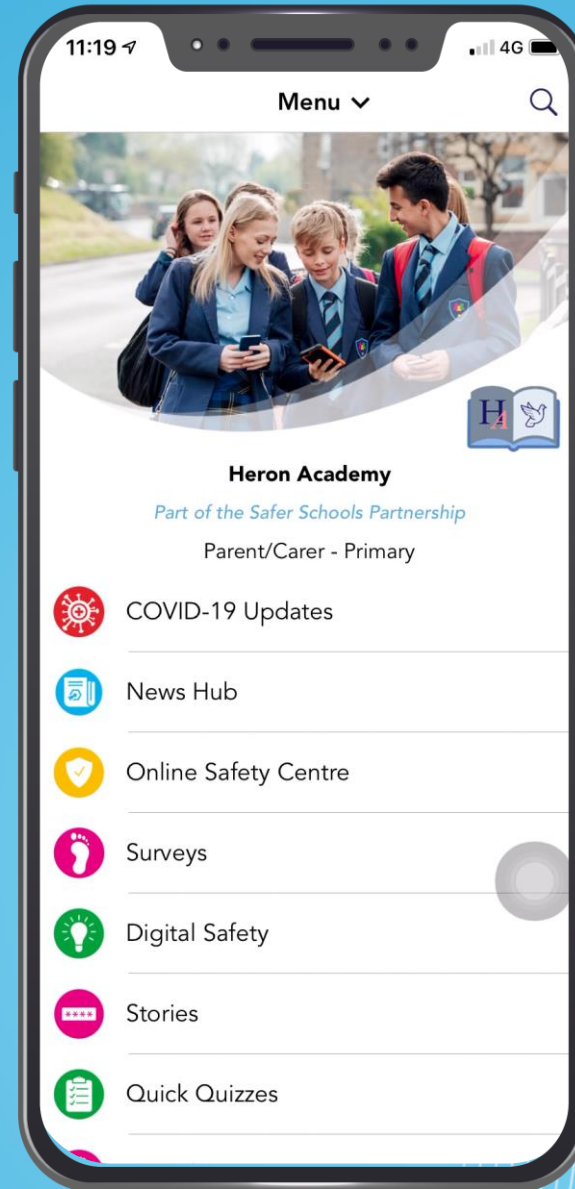 11:19
4G
Menu
HA
Heron Academy
Part of the Safer Schools Partnership
Parent/Carer - Primary
COVID-19 Updates
News Hub
Online Safety Centre
Surveys
Digital Safety
****
Stories
Quick Quizzes